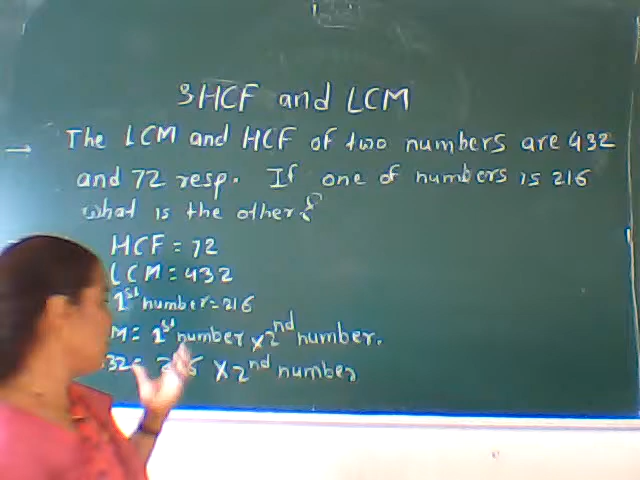 3HCF and LCM
→ The LCM and HCF of two numbers are 432
and 72 resp. If one of numbers is 216
what is the other?
HCF = 72
LCM = 432
1st number = 216
M = 1st number × 2nd number.
32 = 216 × 2nd number